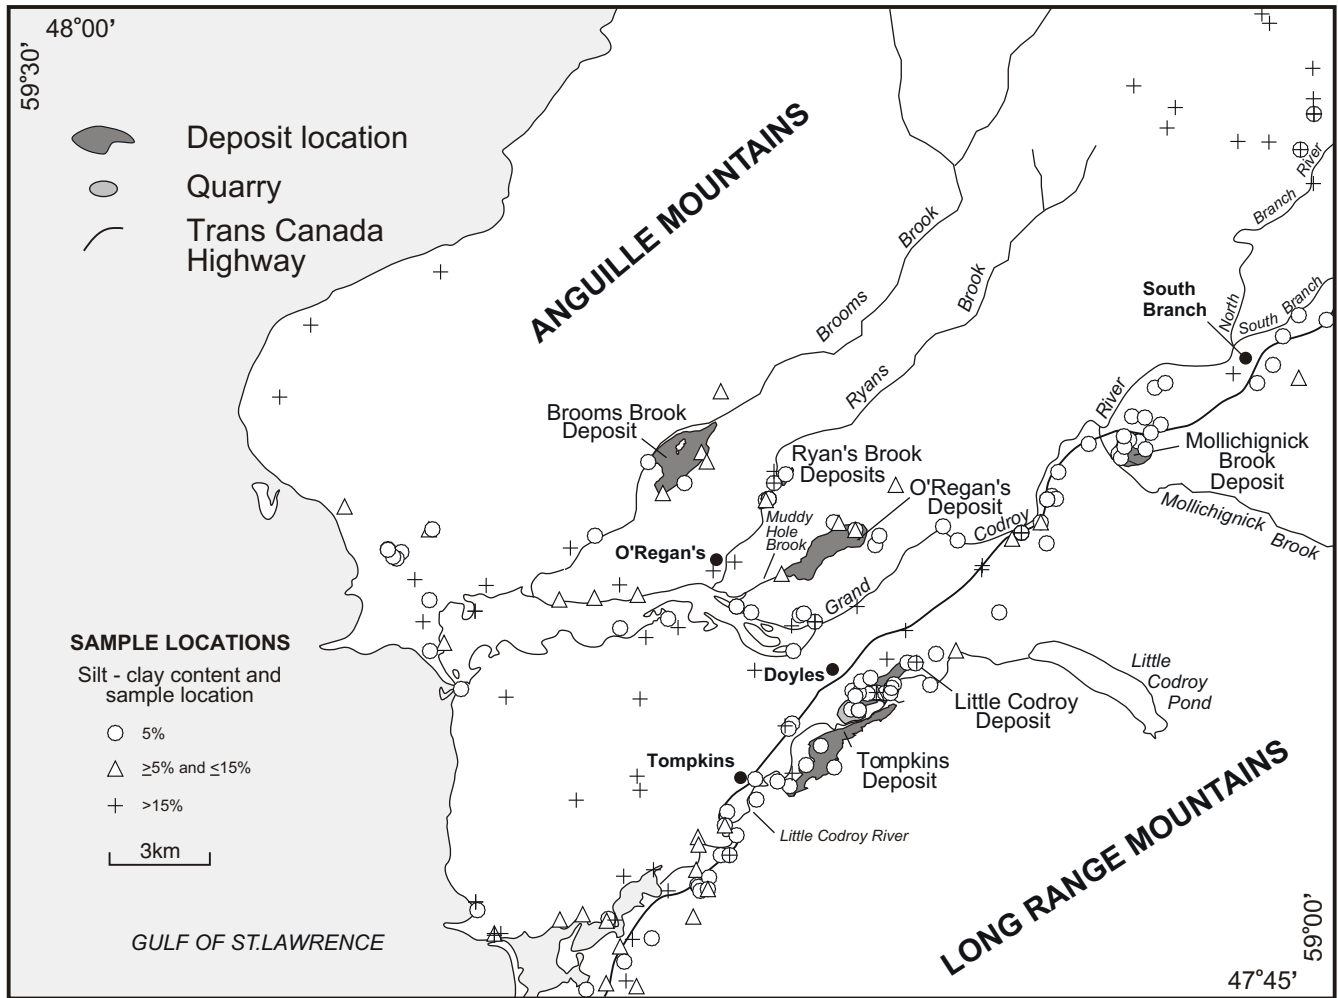 48°00’
59°30’
Deposit location
Quarry
Trans Canada
Highway
ANGUILLE MOUNTAINS
Brooms
Brook
Ryans
Brook
River
Branch
North
South
Branch
South
Branch
River
Brooms Brook
Deposit
Ryan's Brook
Deposits
O'Regan's
Deposit
Mollichignick
Brook
Deposit
Mollichignick
Brook
Muddy
Hole
Brook
Codroy
O'Regan's
Grand
SAMPLE LOCATIONS
Silt - clay content and
sample location
5%
≥5% and ≤15%
>15%
3km
Doyles
Little
Codroy
Pond
Little Codroy
Deposit
Tompkins
Tompkins
Deposit
Little Codroy River
LONG RANGE MOUNTAINS
GULF OF ST.LAWRENCE
59°00’
47°45’